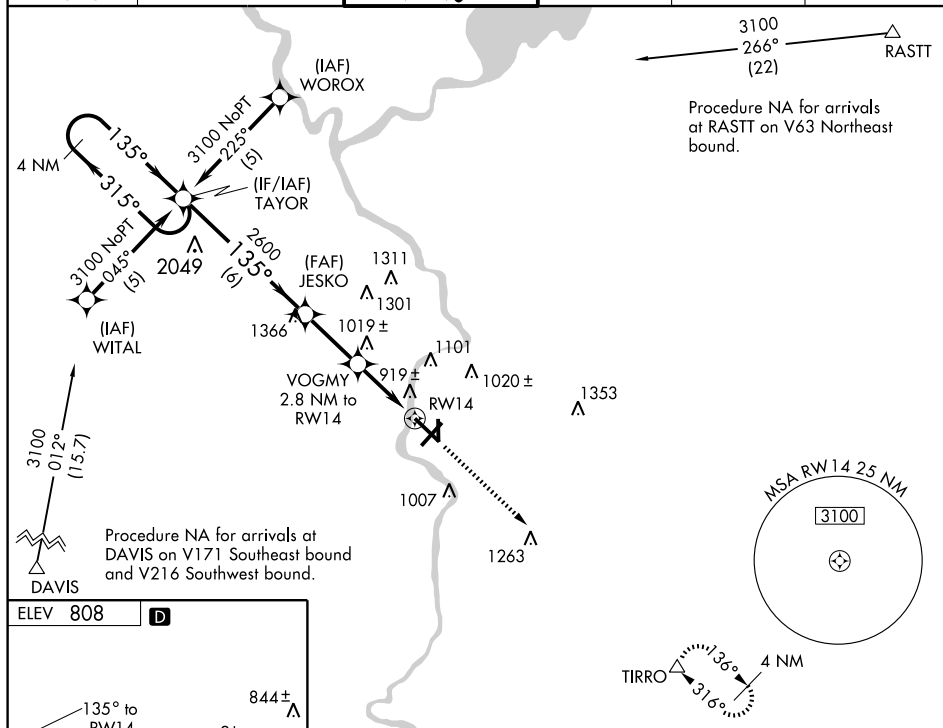 3100
266°
(22)
RASTT
Procedure NA for arrivals
at RASTT on V63 Northeast
bound.
(IAF)
WOROX
3100 NoPT
225°
(5)
135°
4 NM
315°
(IF/IAF)
TAYOR
3100 NoPT
045°
(5)
2049
2600
135°
(6)
(IAF)
WITAL
(FAF)
JESKO
1311
1301
1366
1019 ±
1101
VOGMY
2.8 NM to
RW14
919 ±
1020 ±
RW14
1353
3100
012°
(15.7)
1007
1263
MSA RW14 25 NM
3100
Procedure NA for arrivals at
DAVIS on V171 Southeast bound
and V216 Southwest bound.
DAVIS
ELEV 808
D
TIRRO
136°
316°
4 NM
135° to
RW14
844 ±